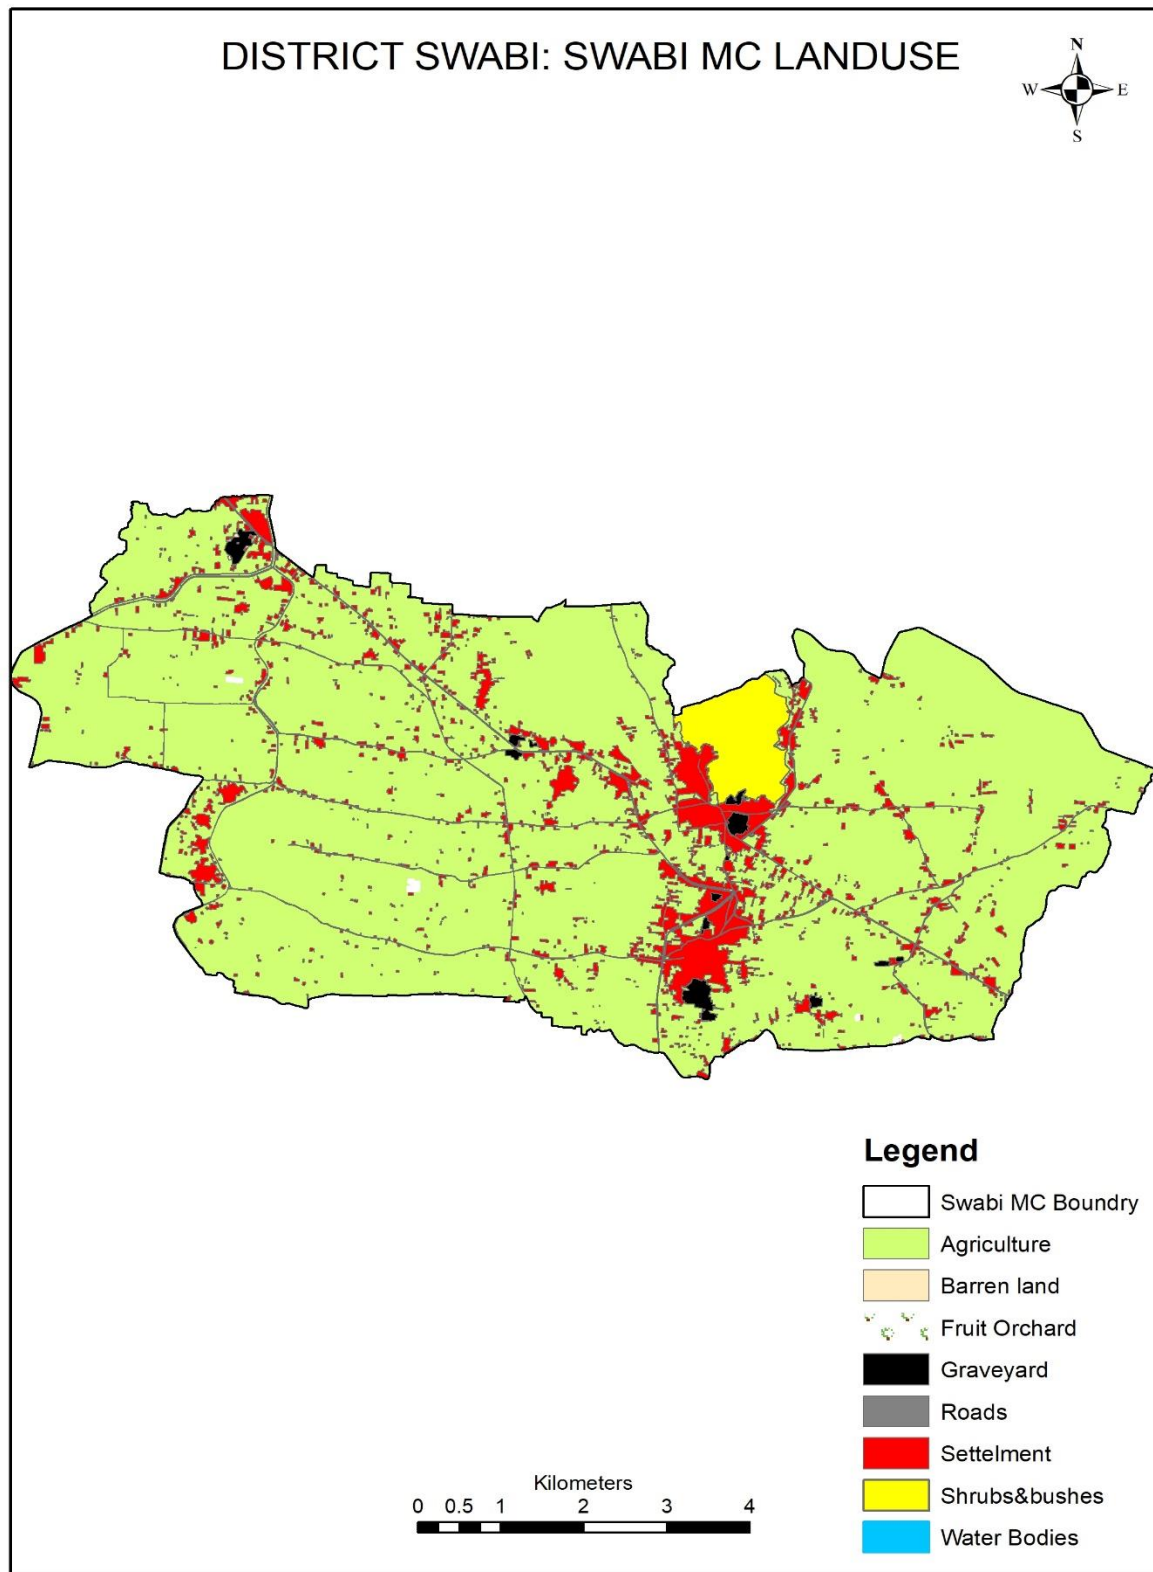 DISTRICT SWABI: SWABI MC LANDUSE
N
W E
S
Legend
Swabi MC Boundry
Agriculture
Barren land
Fruit Orchard
Graveyard
Roads
Settelment
Shrubs&bushes
Water Bodies
Kilometers
0 0.5 1 2 3 4